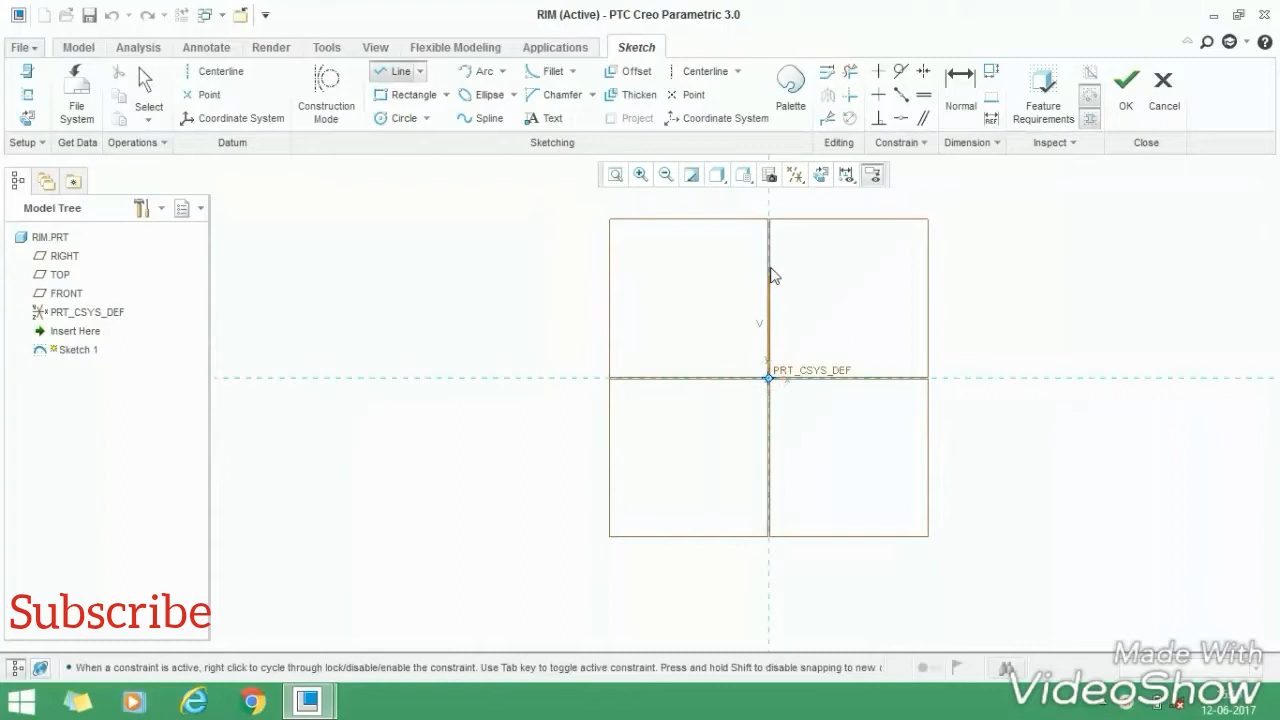 RIM (Active) - PTC Creo Parametric 3.0
File Model Analysis Annotate Render Tools View Flexible Modeling Applications Sketch
File System
Select
Centerline
Point
Coordinate System
Construction Mode
Line
Rectangle
Circle
Arc
Ellipse
Spline
Fillet
Chamfer
Text
Offset
Thicken
Project
Centerline
Point
Coordinate System
Palette
Normal
REF
Feature Requirements
OK
Cancel
Setup Get Data Operations Datum Sketching Editing Constrain Dimension Inspect Close
Model Tree
RIM.PRT
RIGHT
TOP
FRONT
PRT_CSYS_DEF
Insert Here
Sketch 1
V
PRT_CSYS_DEF
Subscribe
When a constraint is active, right click to cycle through lock/disable/enable the constraint. Use Tab key to toggle active constraint. Press and hold Shift to disable snapping to new
Made With
VideoShow
12-06-2017